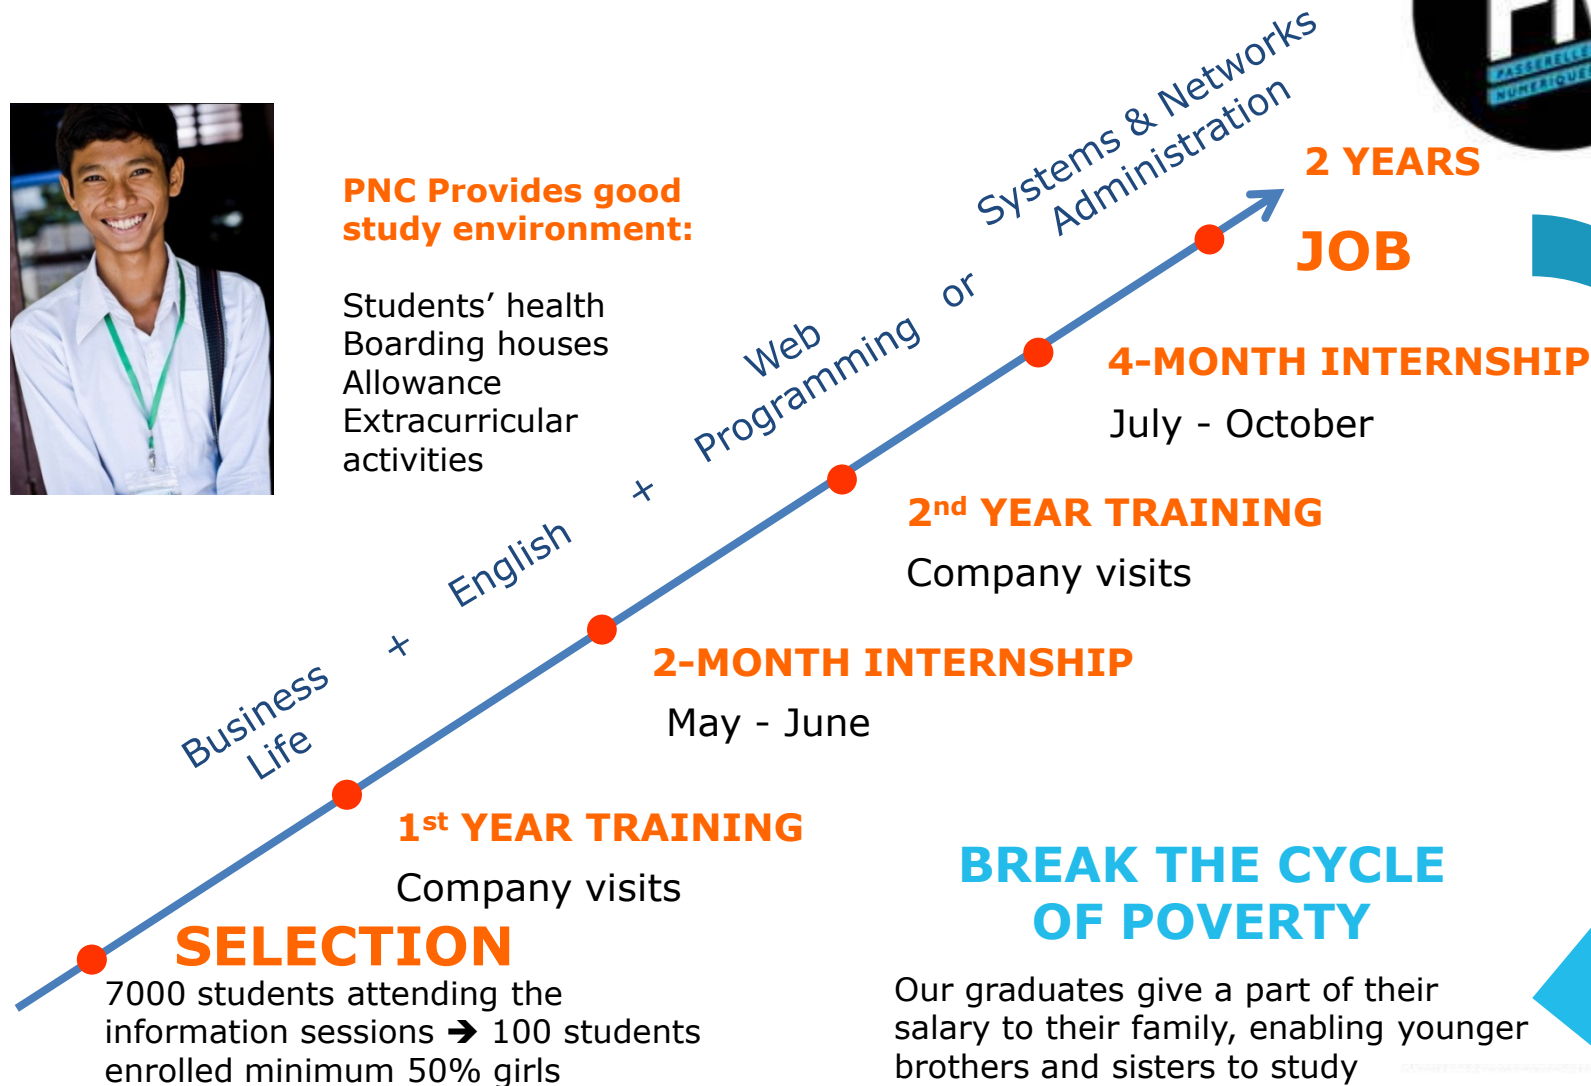 PASSERELLE
NUMERIQUE
PNC Provides good
study environment:
Students’ health
Boarding houses
Allowance
Extracurricular
activities
Business
Life
+
English
+
Web
Programming
or
Systems & Networks
Administration
2 YEARS
JOB
4-MONTH INTERNSHIP
July - October
2nd YEAR TRAINING
Company visits
2-MONTH INTERNSHIP
May - June
1st YEAR TRAINING
Company visits
SELECTION
7000 students attending the
information sessions ➔ 100 students
enrolled minimum 50% girls
BREAK THE CYCLE
OF POVERTY
Our graduates give a part of their
salary to their family, enabling younger
brothers and sisters to study